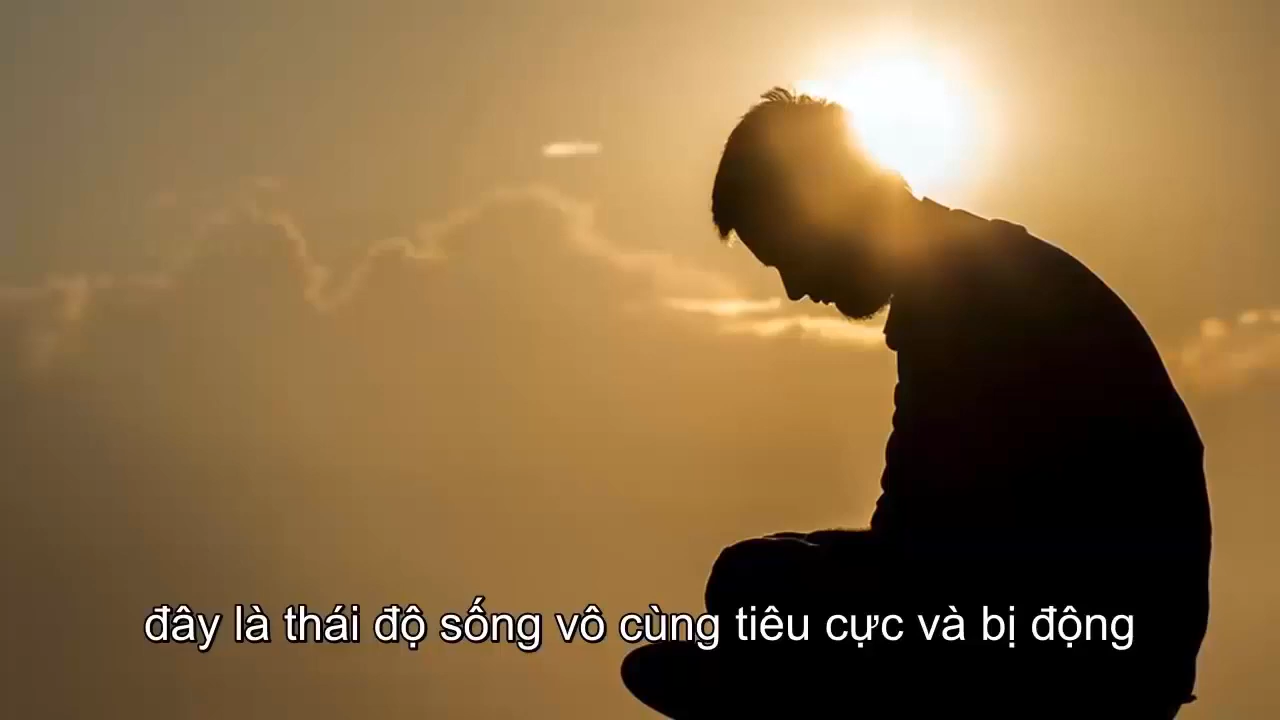 đây là thái độ sống vô cùng tiêu cực và bị động